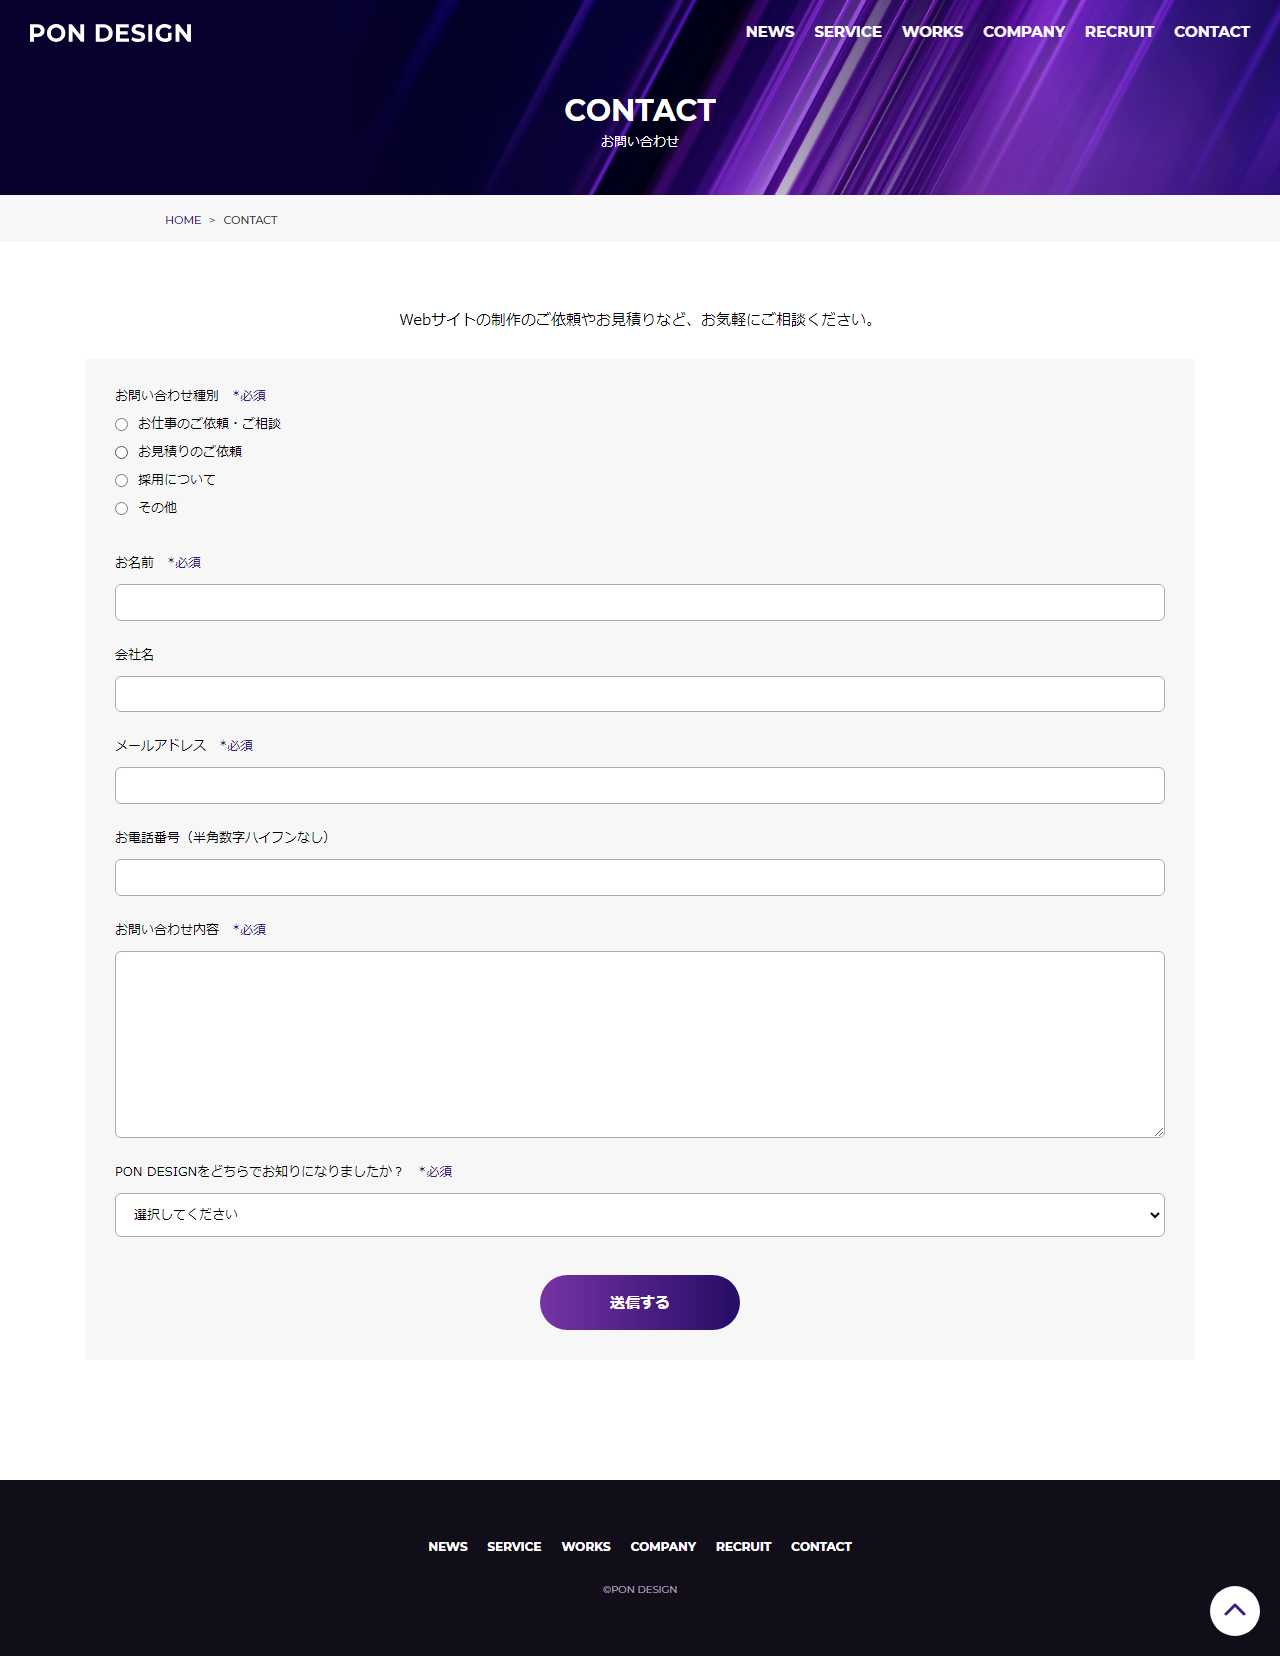 PON DESIGN
NEWS SERVICE WORKS COMPANY RECRUIT CONTACT
CONTACT
お問い合わせ
HOME > CONTACT
Webサイトの制作のご依頼やお見積りなど、お気軽にご相談ください。
お問い合わせ種別 *必須
お仕事のご依頼・ご相談
お見積りのご依頼
採用について
その他
お名前 *必須
会社名
メールアドレス *必須
お電話番号（半角数字ハイフンなし）
お問い合わせ内容 *必須
PON DESIGNをどちらでお知りになりましたか？ *必須
選択してください
送信する
NEWS SERVICE WORKS COMPANY RECRUIT CONTACT
©PON DESIGN